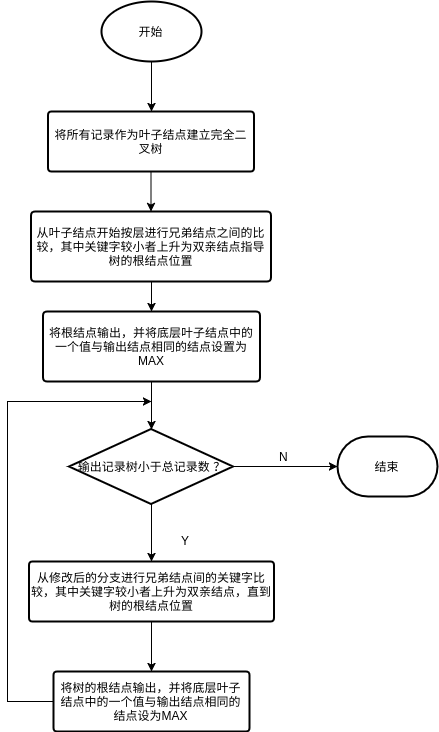 开始
将所有记录作为叶子结点建立完全二
叉树
从叶子结点开始按层进行兄弟结点之间的比
较，其中关键字较小者上升为双亲结点指导
树的根结点位置
将根结点输出，并将底层叶子结点中的
一个值与输出结点相同的结点设置为
MAX
输出记录树小于总记录数？
N
结束
Y
从修改后的分支进行兄弟结点间的关键字比
较，其中关键字较小者上升为双亲结点，直到
树的根结点位置
将树的根结点输出，并将底层叶子
结点中的一个值与输出结点相同的
结点设为MAX